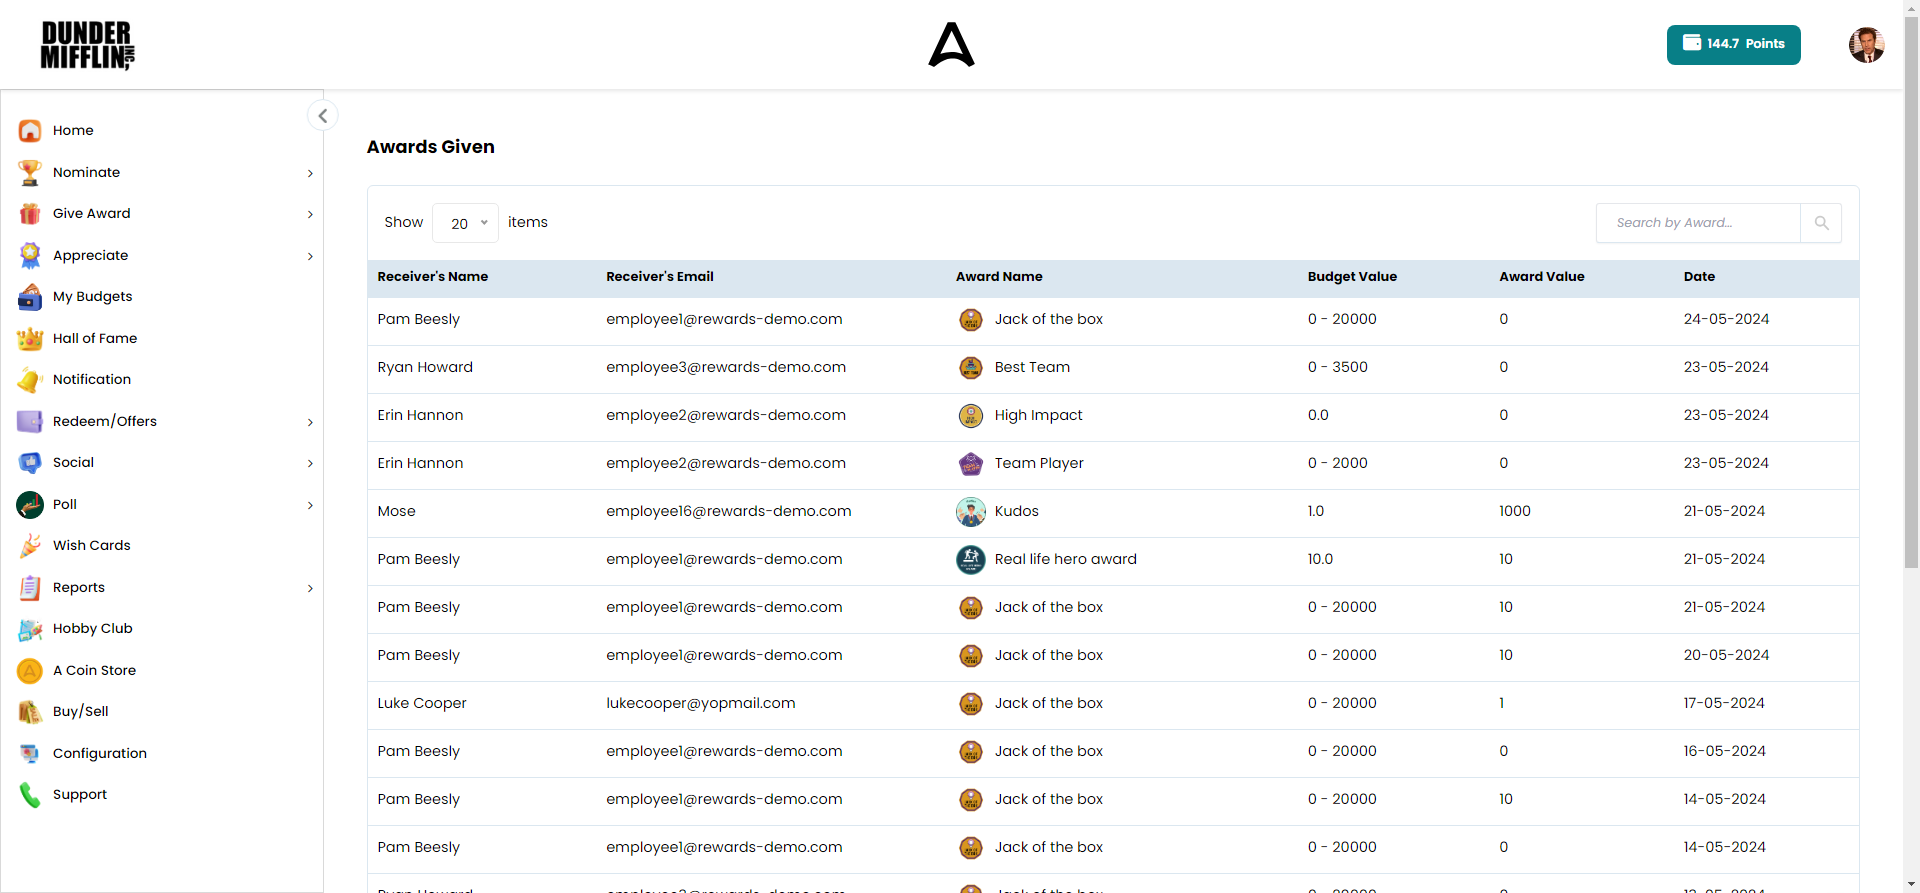 DUNDER
MIFFLIN INC,
144.7 Points
Home
Nominate
Give Award
Appreciate
My Budgets
Hall of Fame
Notification
Redeem/Offers
Social
Poll
Wish Cards
Reports
Hobby Club
A Coin Store
Buy/Sell
Configuration
Support
Awards Given
Show 20 items
Search by Award...
Receiver's Name Receiver's Email Award Name Budget Value Award Value Date
Pam Beesly employee1@rewards-demo.com Jack of the box 0 - 20000 0 24-05-2024
Ryan Howard employee3@rewards-demo.com Best Team 0 - 3500 0 23-05-2024
Erin Hannon employee2@rewards-demo.com High Impact 0.0 0 23-05-2024
Erin Hannon employee2@rewards-demo.com Team Player 0 - 2000 0 23-05-2024
Mose employee16@rewards-demo.com Kudos 1.0 1000 21-05-2024
Pam Beesly employee1@rewards-demo.com Real life hero award 10.0 10 21-05-2024
Pam Beesly employee1@rewards-demo.com Jack of the box 0 - 20000 10 21-05-2024
Pam Beesly employee1@rewards-demo.com Jack of the box 0 - 20000 10 20-05-2024
Luke Cooper lukecooper@yopmail.com Jack of the box 0 - 20000 1 17-05-2024
Pam Beesly employee1@rewards-demo.com Jack of the box 0 - 20000 0 16-05-2024
Pam Beesly employee1@rewards-demo.com Jack of the box 0 - 20000 10 14-05-2024
Pam Beesly employee1@rewards-demo.com Jack of the box 0 - 20000 0 14-05-2024